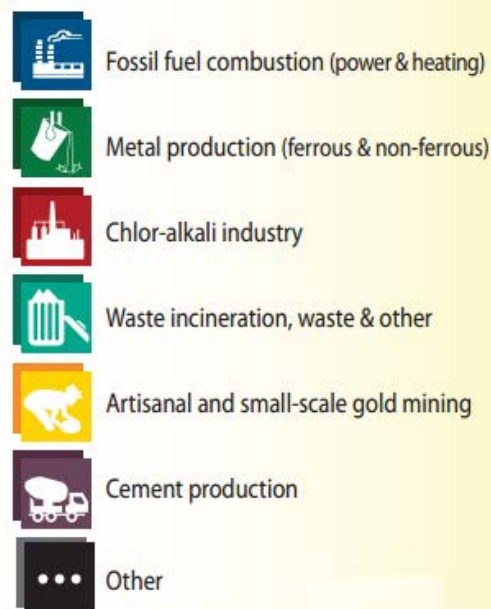 Fossil fuel combustion (power & heating)
Metal production (ferrous & non-ferrous)
Chlor-alkali industry
Waste incineration, waste & other
Artisanal and small-scale gold mining
Cement production
Other